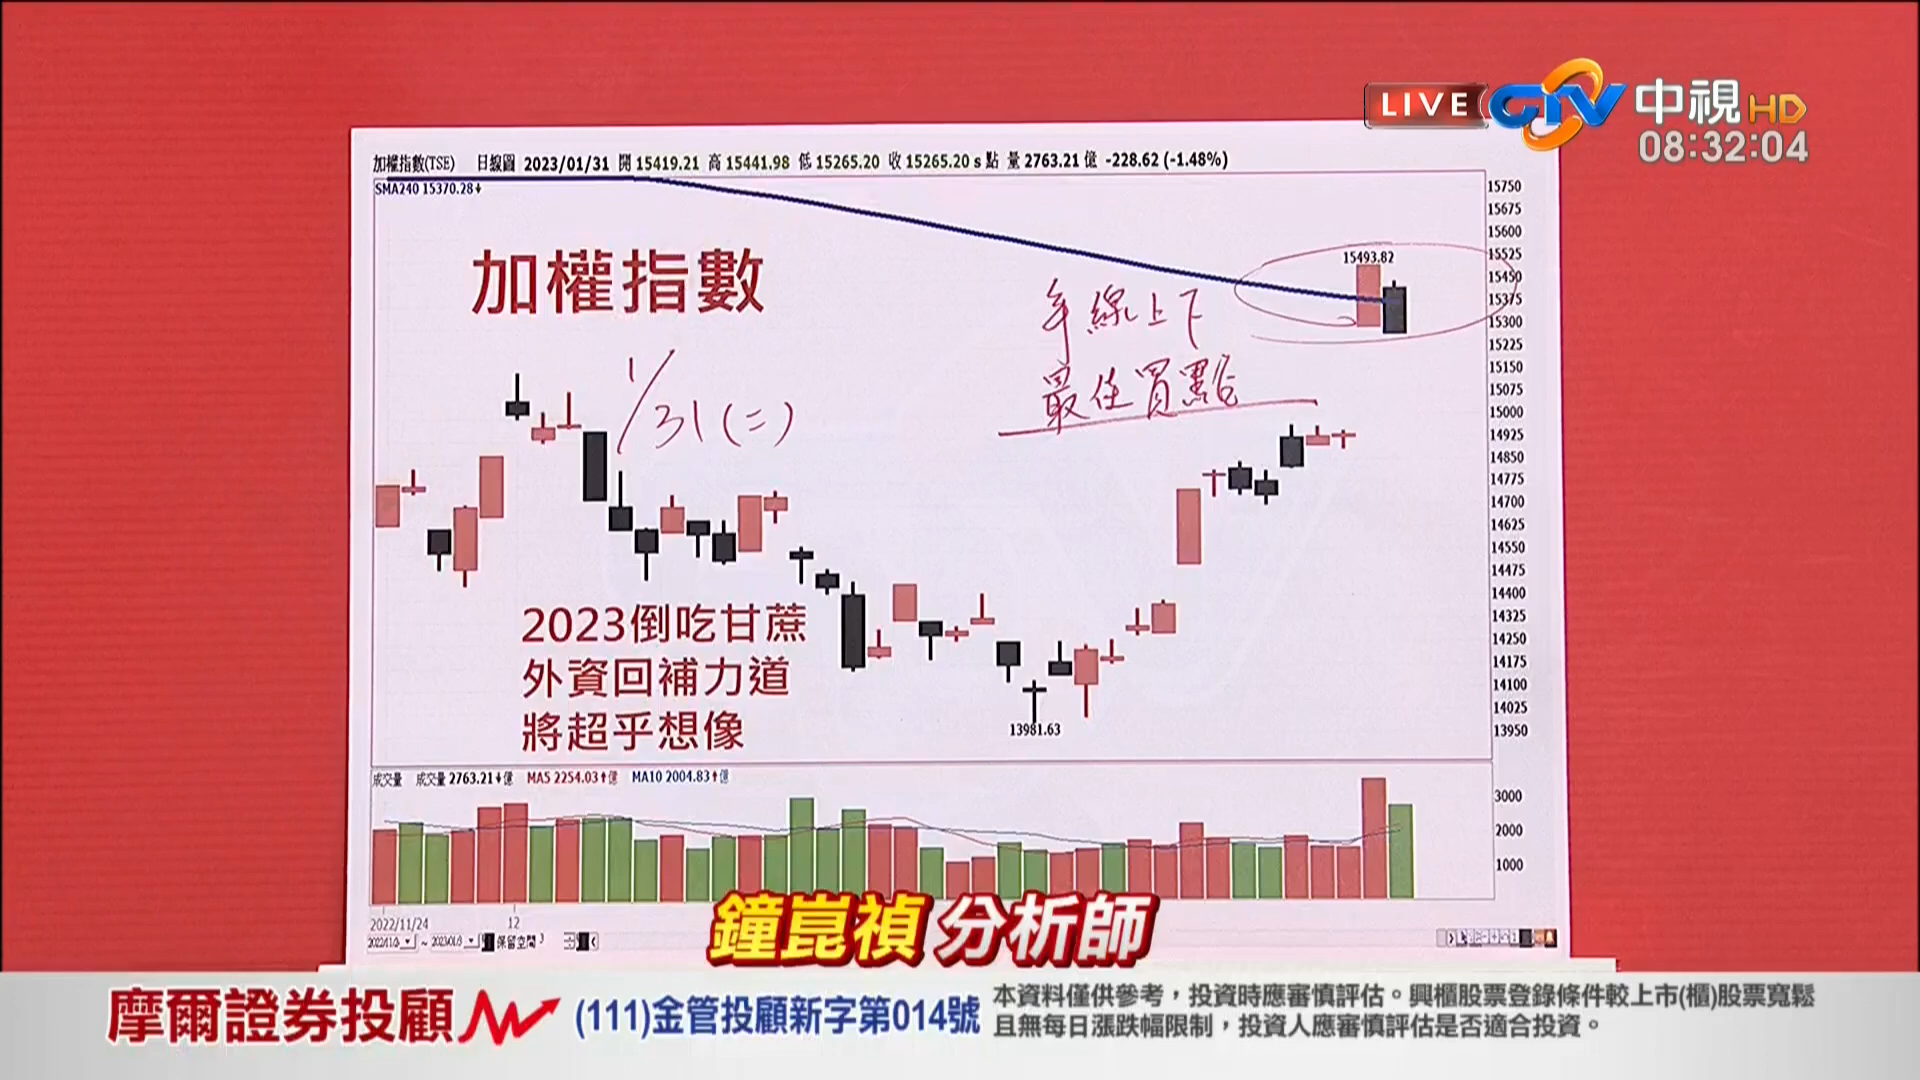 LIVE CTV 中視HD
08:32:04
加權指數(TSE) 日線圖 2023/01/31 開 15419.21 高 15441.98 低 15265.20 收 15265.20 s 點 量 2763.21 億 -228.62 (-1.48%)
SMA240 15370.28↓
15750
15675
15600
15525
15450
15375
15300
15225
15150
15075
15000
14925
14850
14775
14700
14625
14550
14475
14400
14325
14250
14175
14100
14025
13950
15493.82
加權指數
年線上下
最佳買點
1/31(二)
2023倒吃甘蔗
外資回補力道
將超乎想像
13981.63
成交量 成交量 2763.21↓億 MA5 2254.03↑億 MA10 2004.83↑億
3000
2000
1000
2022/11/24 12
保留空間
鐘崑禎 分析師
摩爾證券投顧 (111)金管投顧新字第014號
本資料僅供參考，投資時應審慎評估。興櫃股票登錄條件較上市(櫃)股票寬鬆
且無每日漲跌幅限制，投資人應審慎評估是否適合投資。